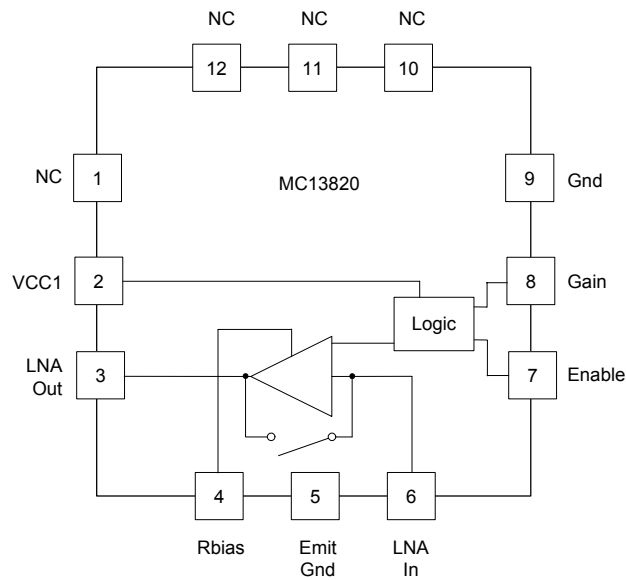 NC
NC
NC
12
11
10
NC
1
MC13820
9
Gnd
VCC1
2
8
Gain
Logic
LNA
Out
3
7
Enable
4
5
6
Rbias
Emit
Gnd
LNA
In